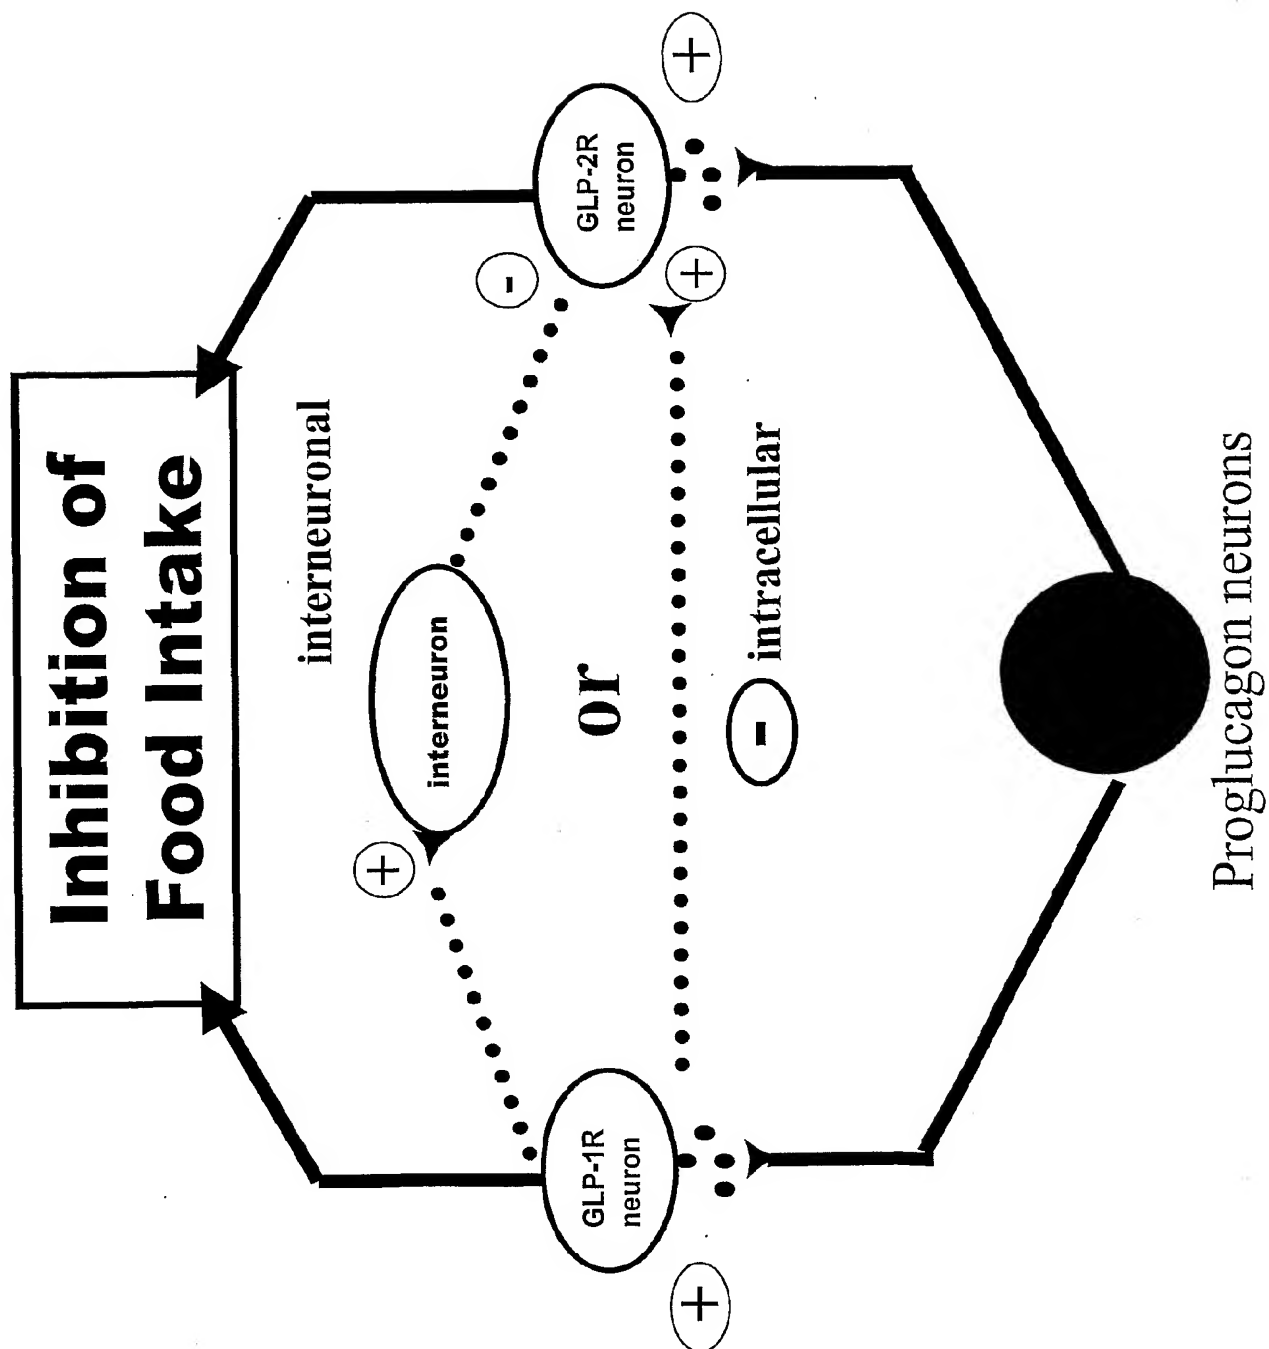 Inhibition of
Food Intake
interneuronal
+
interneuron
-
or
GLP-1R
neuron
GLP-2R
neuron
+
+
+
- intracellular
Proglucagon neurons